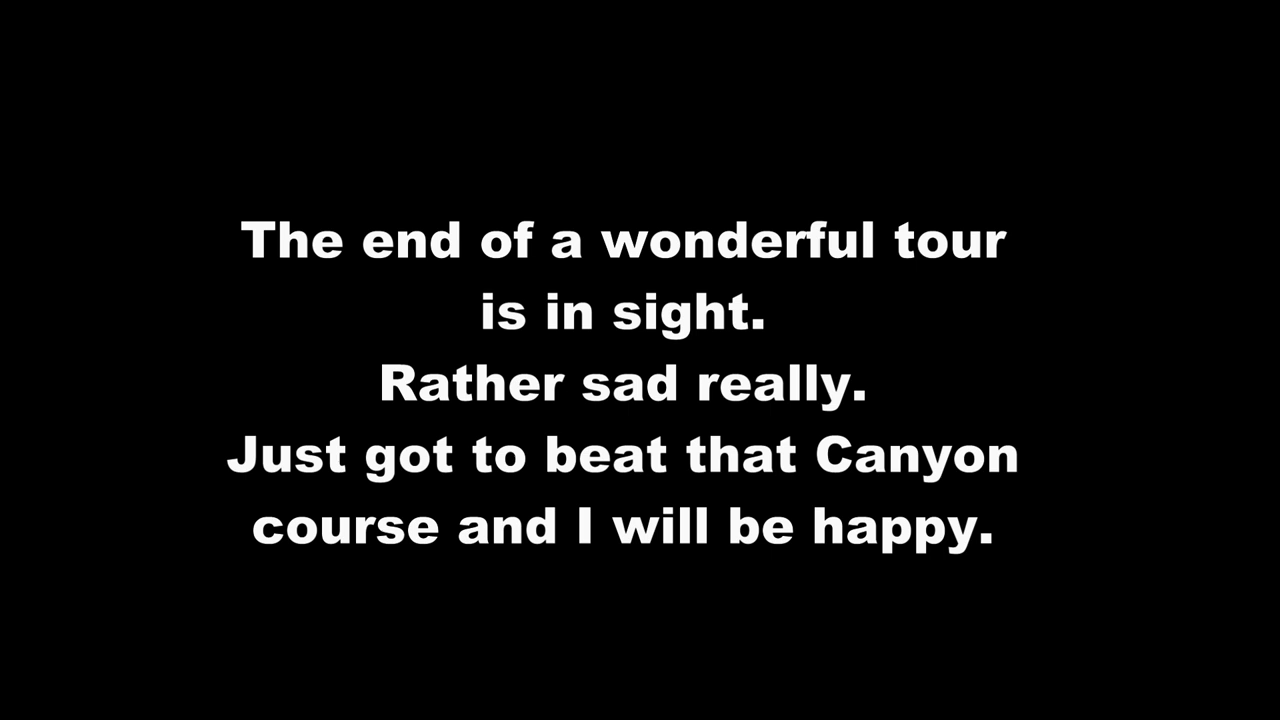 The end of a wonderful tour
is in sight.
Rather sad really.
Just got to beat that Canyon
course and I will be happy.